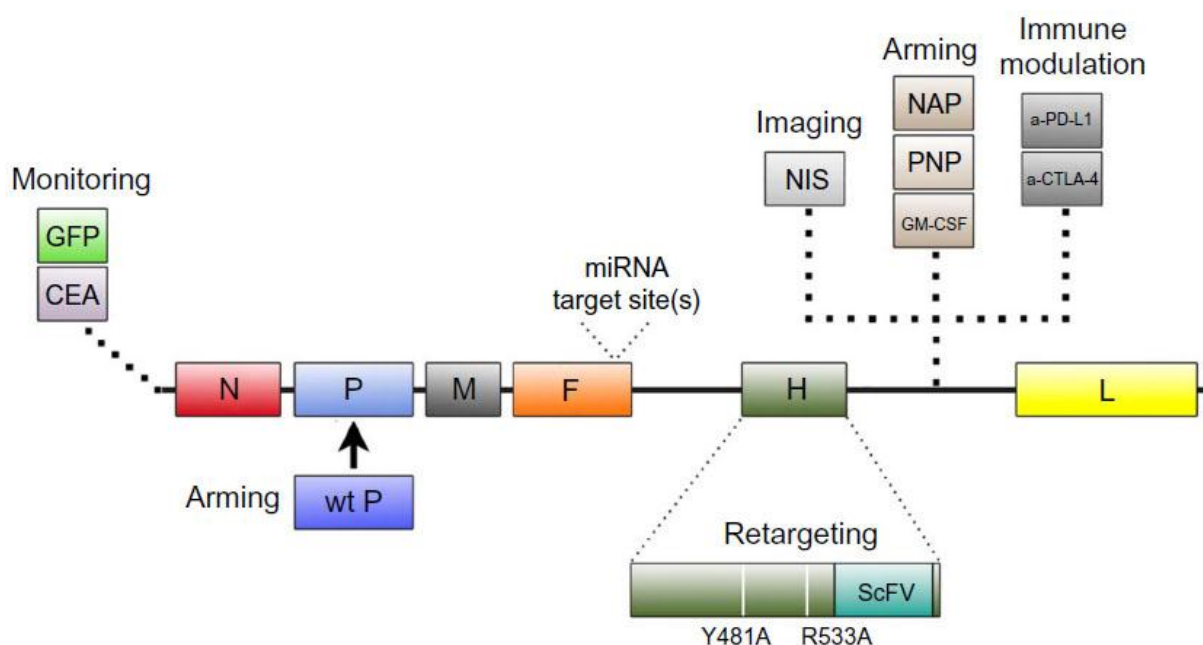 Monitoring
GFP
CEA
Imaging
NIS
Arming
NAP
PNP
GM-CSF
Immune
modulation
a-PD-L1
a-CTLA-4
miRNA
target site(s)
N
P
M
F
H
L
Arming
wt P
Retargeting
ScFV
Y481A
R533A